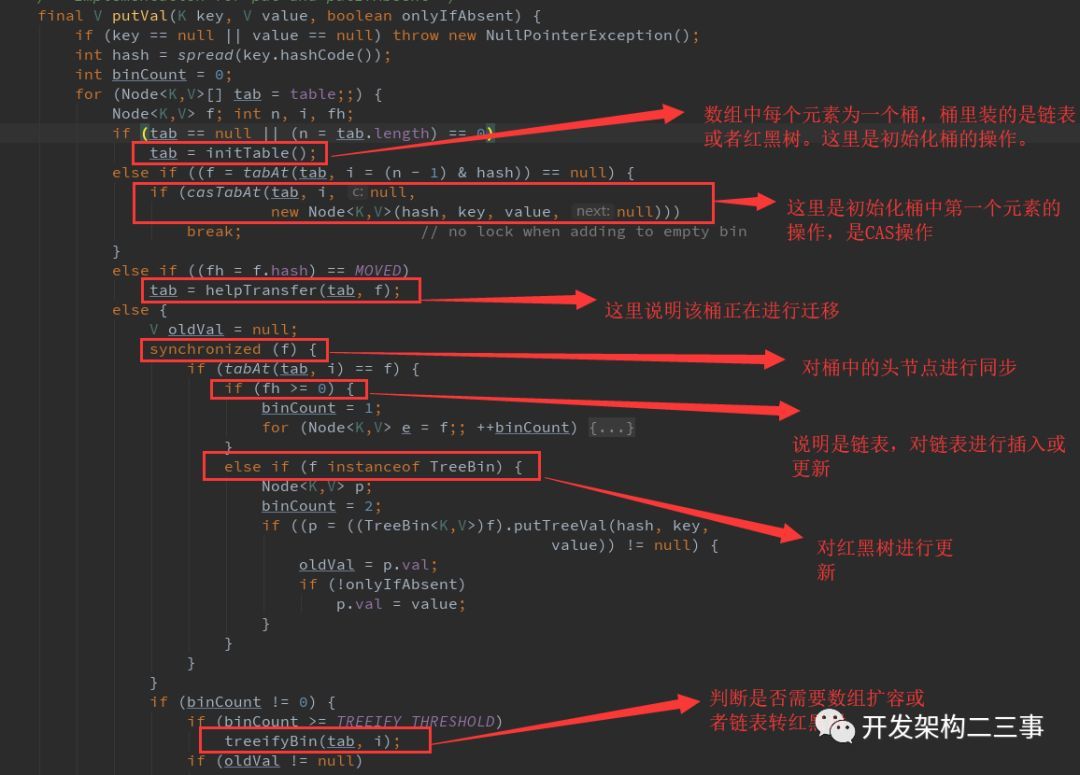 /** Implementation for put and putIfAbsent */
final V putVal(K key, V value, boolean onlyIfAbsent) {
if (key == null || value == null) throw new NullPointerException();
int hash = spread(key.hashCode());
int binCount = 0;
for (Node<K,V>[] tab = table;;) {
Node<K,V> f; int n, i, fh;
if (tab == null || (n = tab.length) == 0)
tab = initTable();
数组中每个元素为一个桶，桶里装的是链表
或者红黑树。这里是初始化桶的操作。
else if ((f = tabAt(tab, i = (n - 1) & hash)) == null) {
if (casTabAt(tab, i, c: null,
new Node<K,V>(hash, key, value, next: null)))
这里是初始化桶中第一个元素的
操作，是CAS操作
break; // no lock when adding to empty bin
}
else if ((fh = f.hash) == MOVED)
tab = helpTransfer(tab, f);
这里说明该桶正在进行迁移
else {
V oldVal = null;
synchronized (f) {
对桶中的头节点进行同步
if (tabAt(tab, i) == f) {
if (fh >= 0) {
binCount = 1;
for (Node<K,V> e = f;; ++binCount) {...}
说明是链表，对链表进行插入或
更新
}
else if (f instanceof TreeBin) {
Node<K,V> p;
binCount = 2;
if ((p = ((TreeBin<K,V>)f).putTreeVal(hash, key,
value)) != null) {
对红黑树进行更
新
oldVal = p.val;
if (!onlyIfAbsent)
p.val = value;
}
}
}
}
if (binCount != 0) {
if (binCount >= TREEIFY_THRESHOLD)
treeifyBin(tab, i);
判断是否需要数组扩容或
者链表转红
if (oldVal != null)
开发架构二三事